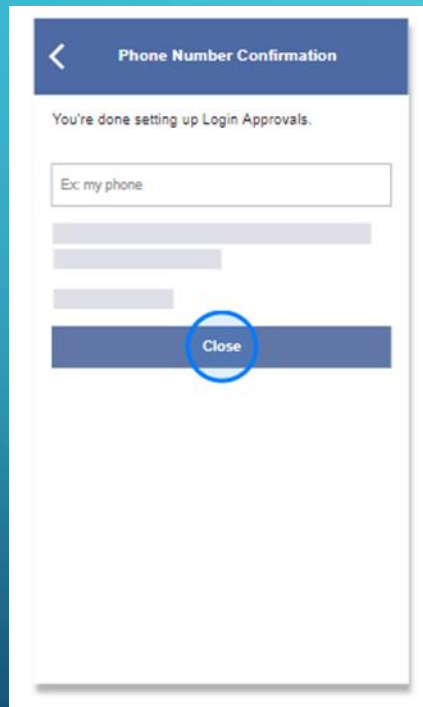 Phone Number Confirmation
You're done setting up Login Approvals.
Ex: my phone
Close